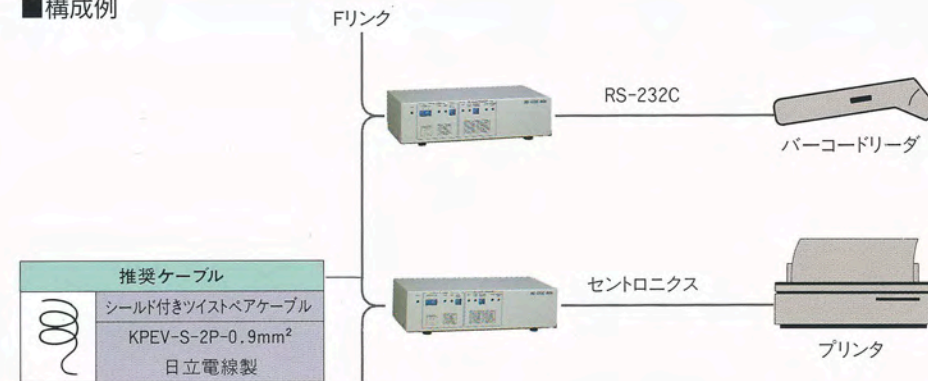 ■構成例
Fリンク
RS-232C
バーコードリーダ
推奨ケーブル
シールド付きツイストペアケーブル
KPEV-S-2P-0.9mm²
日立電線製
セントロニクス
プリンタ